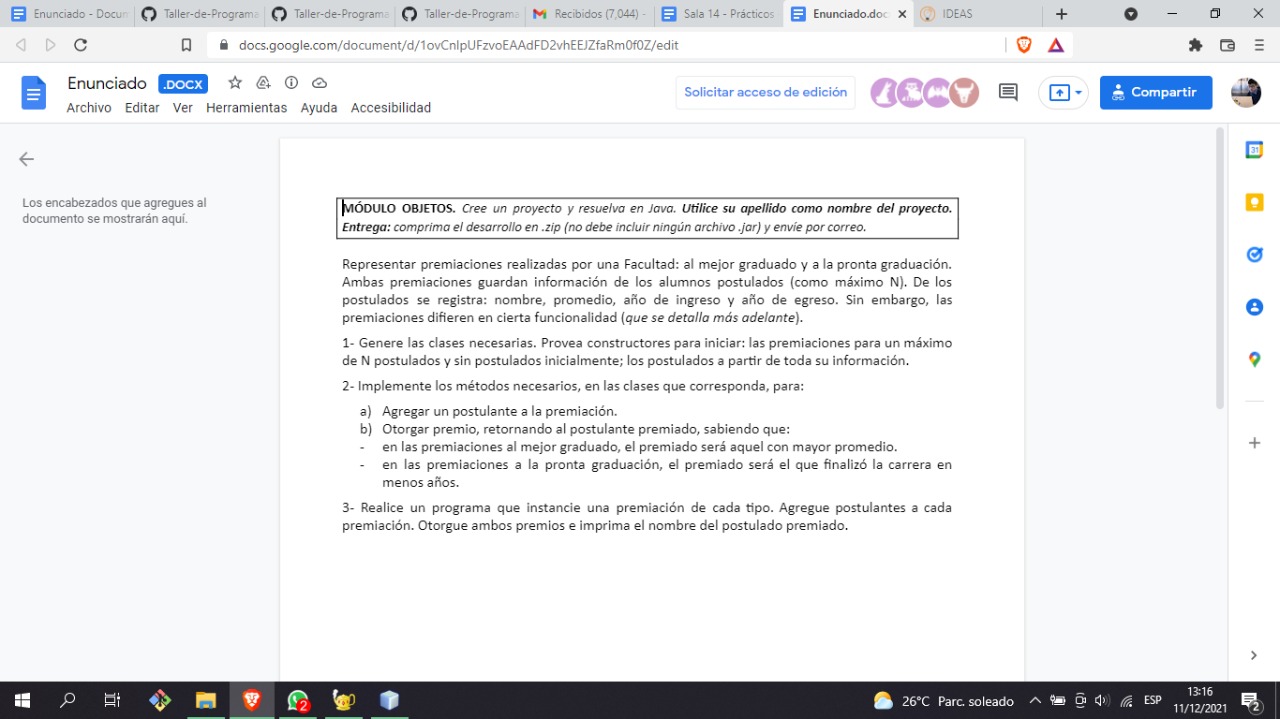 Enunciado - Docum
Taller-de-Programa
Taller-de-Programa
Taller-de-Programa
Recibidos (7,044) -
Sala 14 - Prácticos
Enunciado.doc
IDEAS
docs.google.com/document/d/1ovCnlpUFzvoEAAdFD2vhEEJZfaRm0f0Z/edit
Enunciado .DOCX
Archivo Editar Ver Herramientas Ayuda Accesibilidad
Solicitar acceso de edición
Compartir
Los encabezados que agregues al
documento se mostrarán aquí.
MÓDULO OBJETOS. Cree un proyecto y resuelva en Java. Utilice su apellido como nombre del proyecto.
Entrega: comprima el desarrollo en .zip (no debe incluir ningún archivo .jar) y envíe por correo.
Representar premiaciones realizadas por una Facultad: al mejor graduado y a la pronta graduación.
Ambas premiaciones guardan información de los alumnos postulados (como máximo N). De los
postulados se registra: nombre, promedio, año de ingreso y año de egreso. Sin embargo, las
premiaciones difieren en cierta funcionalidad (que se detalla más adelante).
1- Genere las clases necesarias. Provea constructores para iniciar: las premiaciones para un máximo
de N postulados y sin postulados inicialmente; los postulados a partir de toda su información.
2- Implemente los métodos necesarios, en las clases que corresponda, para:
a) Agregar un postulante a la premiación.
b) Otorgar premio, retornando al postulante premiado, sabiendo que:
- en las premiaciones al mejor graduado, el premiado será aquel con mayor promedio.
- en las premiaciones a la pronta graduación, el premiado será el que finalizó la carrera en
menos años.
3- Realice un programa que instancie una premiación de cada tipo. Agregue postulantes a cada
premiación. Otorgue ambos premios e imprima el nombre del postulado premiado.
31
2
26°C Parc. soleado
ESP
13:16
11/12/2021
2